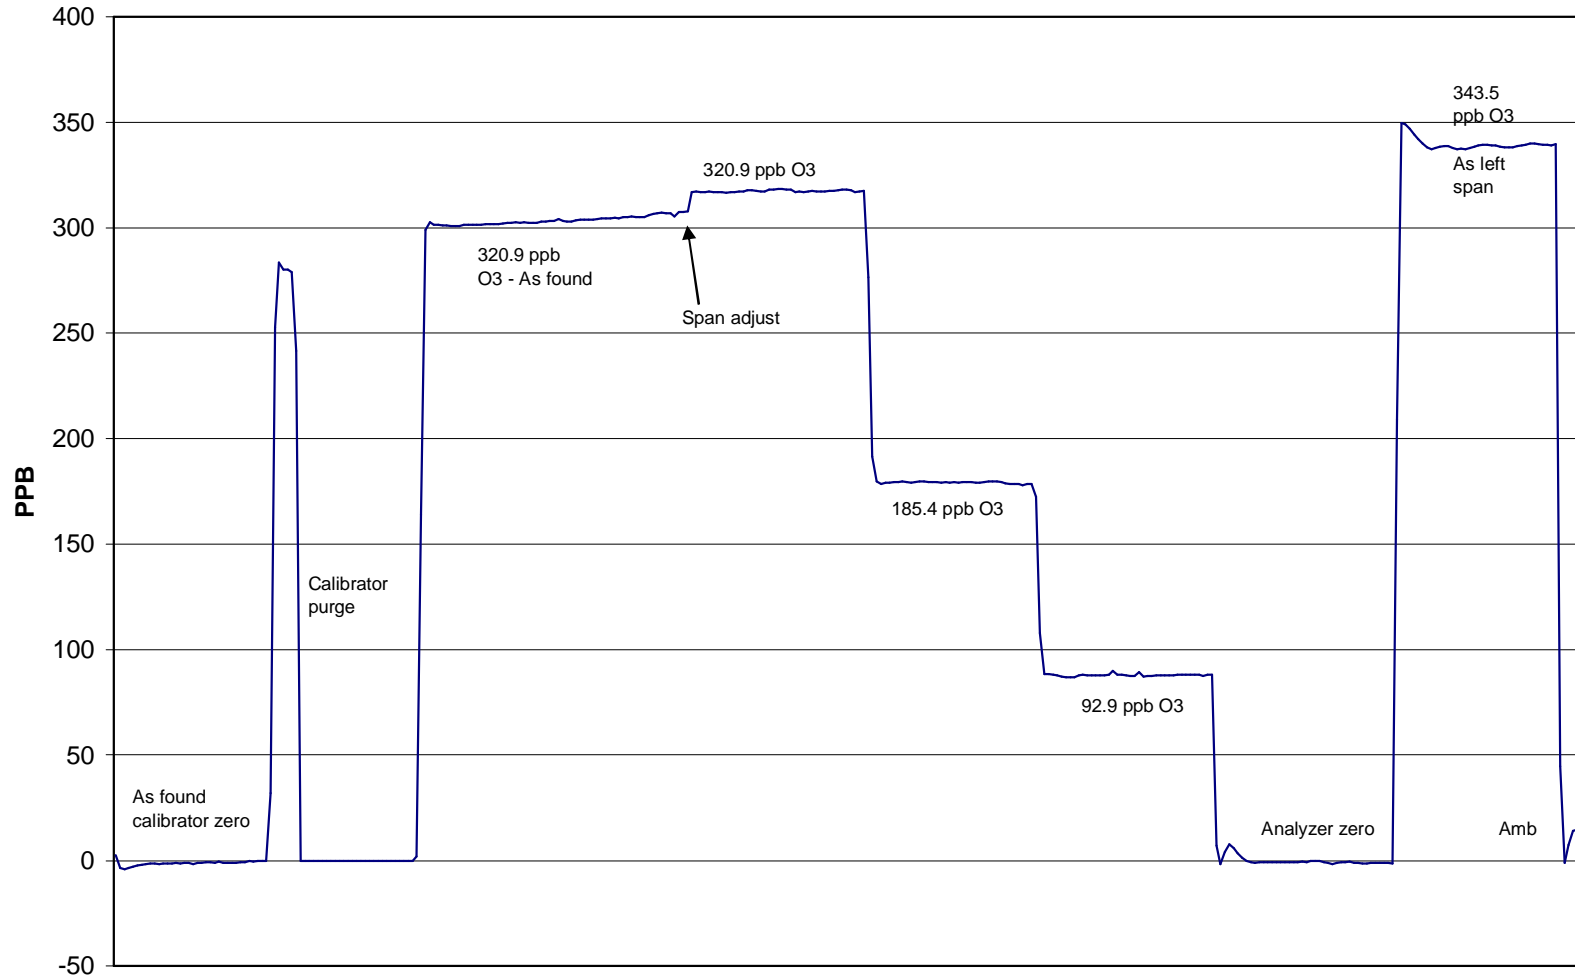 400
350
300
250
200
150
100
50
0
-50
PPB
As found
calibrator zero
Calibrator
purge
320.9 ppb
O3 - As found
Span adjust
320.9 ppb O3
185.4 ppb O3
92.9 ppb O3
Analyzer zero
343.5
ppb O3
As left
span
Amb